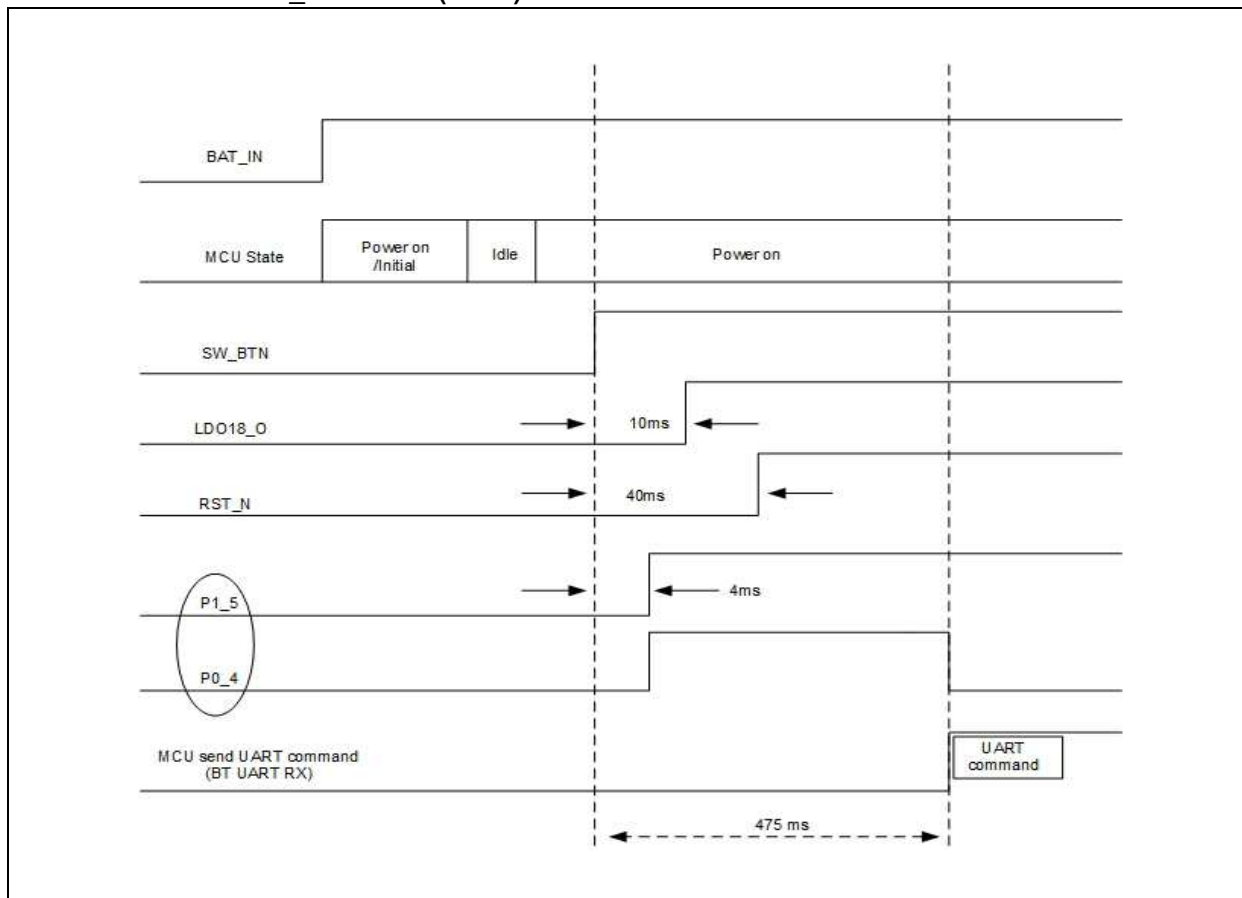 BAT_IN
MCU State
Power on
/Initial
Idle
Power on
SW_BTN
LDO18_O
10ms
RST_N
40ms
P1_5
4ms
P0_4
MCU send UART command
(BT UART RX)
UART
command
475 ms